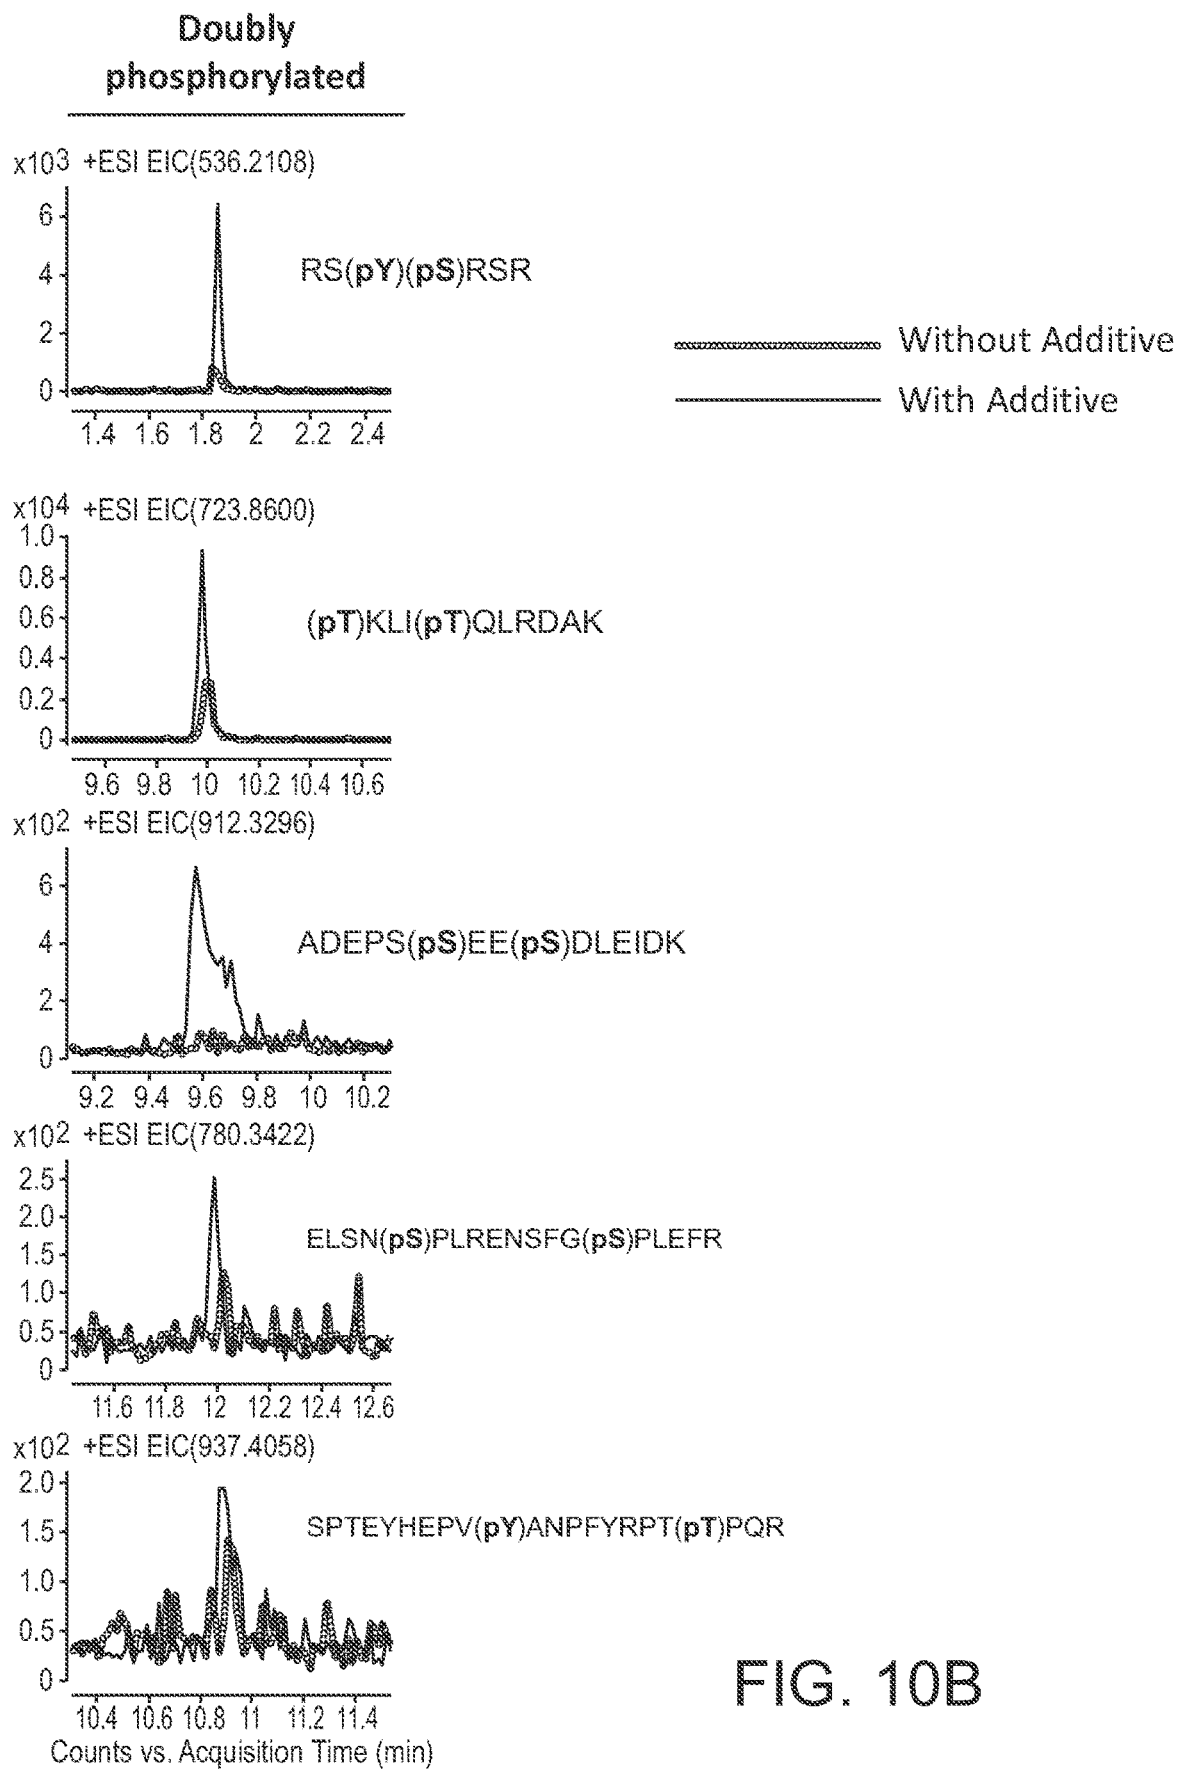 Doubly
phosphorylated
x10³ +ESI EIC(536.2108)
6
4
2
0
RS(pY)(pS)RSR
1.4 1.6 1.8 2 2.2 2.4
Without Additive
With Additive
x10⁴ +ESI EIC(723.8600)
1.0
0.8
0.6
0.4
0.2
0
(pT)KLI(pT)QLRDAK
9.6 9.8 10 10.2 10.4 10.6
x10² +ESI EIC(912.3296)
6
4
2
0
ADEPS(pS)EE(pS)DLEIDK
9.2 9.4 9.6 9.8 10 10.2
x10² +ESI EIC(780.3422)
2.5
2.0
1.5
1.0
0.5
0
ELSN(pS)PLRENSFG(pS)PLEFR
11.6 11.8 12 12.2 12.4 12.6
x10² +ESI EIC(937.4058)
2.0
1.5
1.0
0.5
0
SPTEYHEPV(pY)ANPFYRPT(pT)PQR
10.4 10.6 10.8 11 11.2 11.4
Counts vs. Acquisition Time (min)
FIG. 10B